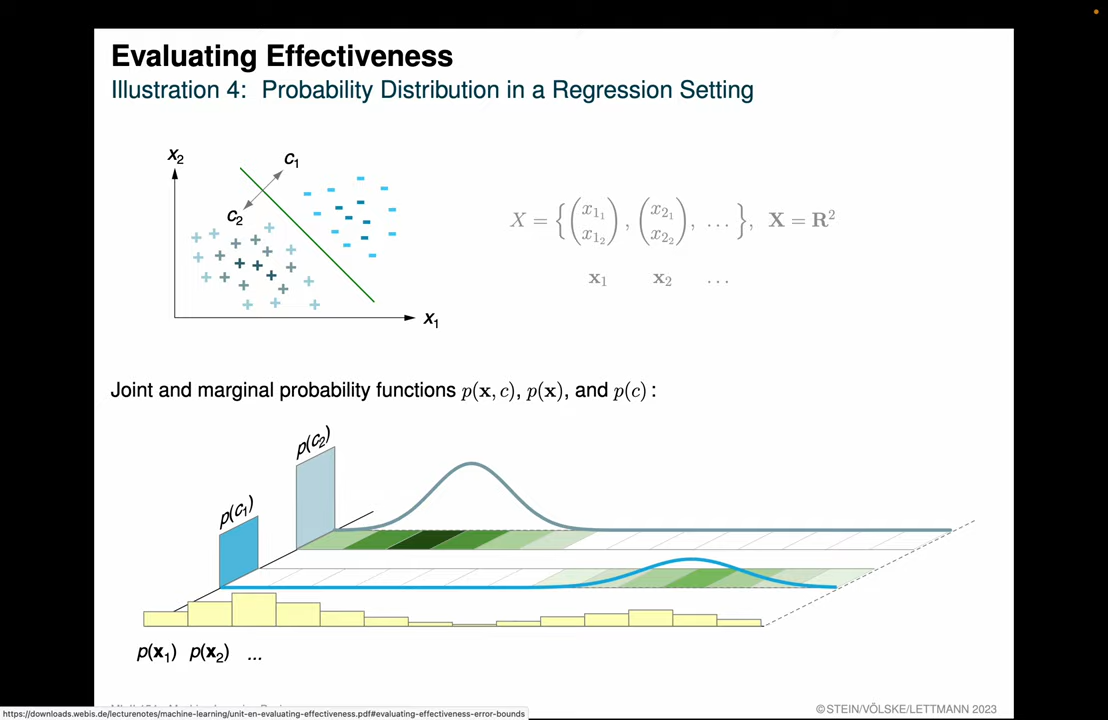 Evaluating Effectiveness
Illustration 4: Probability Distribution in a Regression Setting
x₂
c₁
c₂
x₁
X = { (x₁₁ x₁₂), (x₂₁ x₂₂), ... }, X = R²
x₁ x₂ ...
Joint and marginal probability functions p(x, c), p(x), and p(c) :
p(c₂)
p(c₁)
p(x₁) p(x₂) ...
https://downloads.webis.de/lecturenotes/machine-learning/unit-en-evaluating-effectiveness.pdf#evaluating-effectiveness-error-bounds
©STEIN/VÖLSKE/LETTMANN 2023